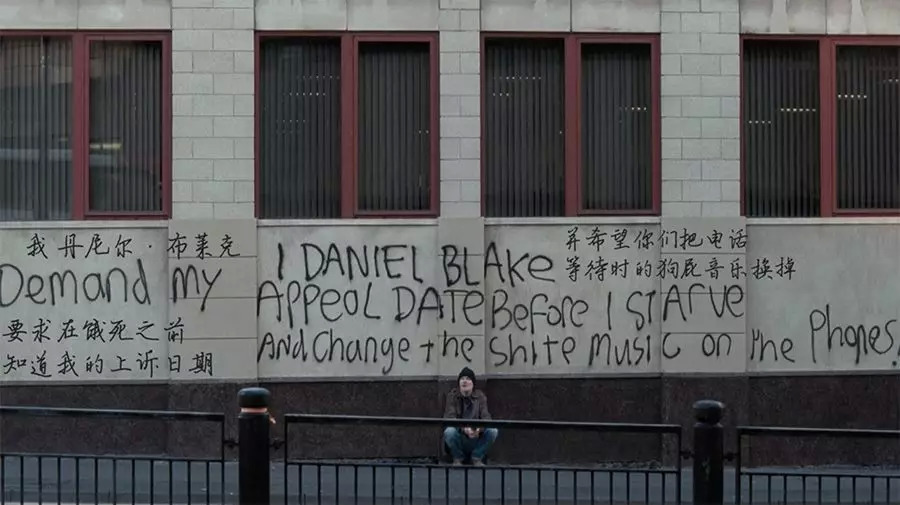 I DANIEL BLAKe
Demand my APPeal DATE Before I STArve
And Change the Shite Music on the Phones!
我丹尼尔·布莱克
要求在饿死之前
知道我的上诉日期
并希望你们把电话
等待时的狗屁音乐换掉